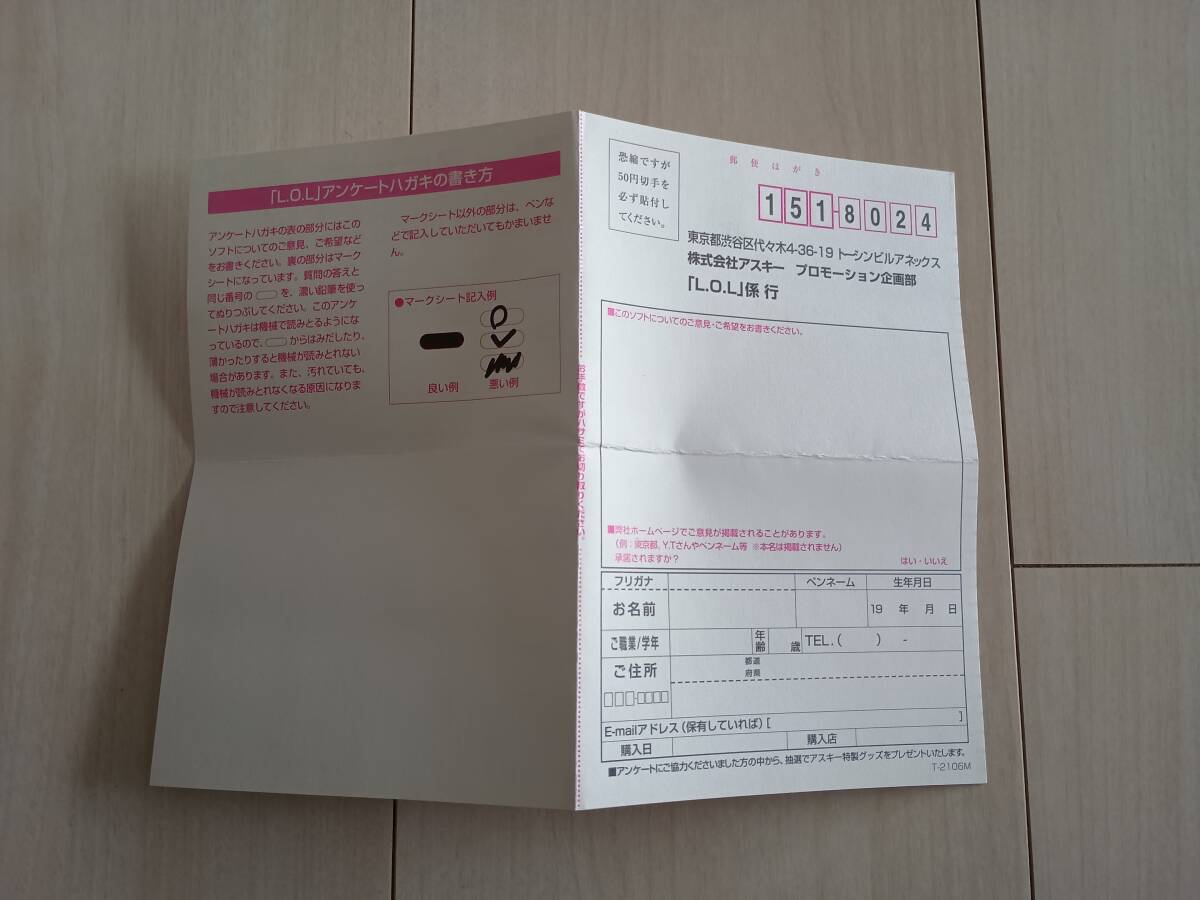 「L.O.L」アンケートハガキの書き方
アンケートハガキの表の部分にはこの
ソフトについてのご意見、ご希望など
をお書きください。裏の部分はマーク
シートになっています。質問の答えと
同じ番号の を、濃い鉛筆を使っ
てぬりつぶしてください。このアンケ
ートハガキは機械で読みとるようにな
っているので、 からはみだしたり、
薄かったりすると機械が読みとれない
場合があります。また、汚れていても、
機械が読みとれなくなる原因になりま
すので注意してください。
マークシート以外の部分は、ペンな
どで記入していただいてもかまいませ
ん。
●マークシート記入例
良い例
悪い例
お手数ですがハサミでお切り取りください。
恐縮ですが
50円切手を
必ず貼付し
てください。
郵便はがき
151-8024
東京都渋谷区代々木4-36-19 トーシンビルアネックス
株式会社アスキー プロモーション企画部
「L.O.L」係 行
■このソフトについてのご意見・ご希望をお書きください。
■弊社ホームページでご意見が掲載されることがあります。
（例：東京都、Y.Tさんやペンネーム等 ※本名は掲載されません）
承諾されますか？
はい・いいえ
フリガナ
ペンネーム
生年月日
お名前
19 年 月 日
ご職業/学年
年齢
歳
TEL.( ) -
ご住所
都道
府県
E-mailアドレス（保有していれば）[ ]
購入日
購入店
■アンケートにご協力くださいました方の中から、抽選でアスキー特製グッズをプレゼントいたします。
T-2106M